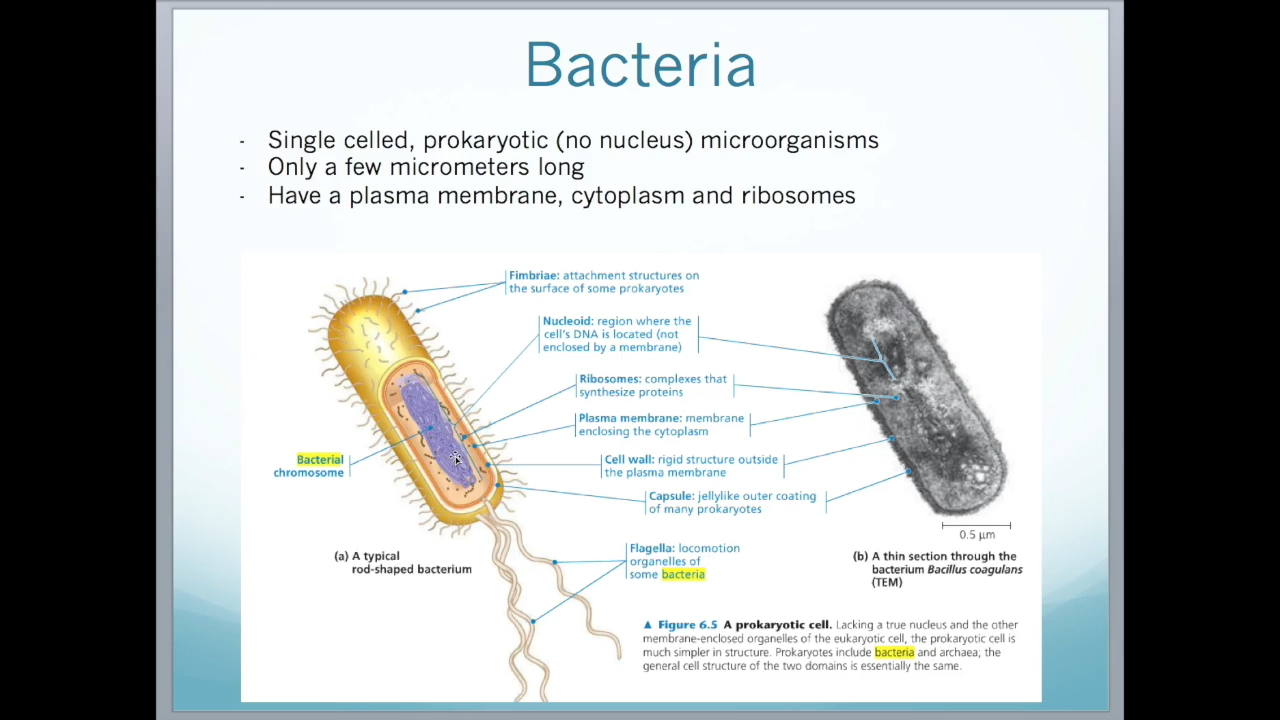 Bacteria
- Single celled, prokaryotic (no nucleus) microorganisms
- Only a few micrometers long
- Have a plasma membrane, cytoplasm and ribosomes
Fimbriae: attachment structures on
the surface of some prokaryotes
Nucleoid: region where the
cell's DNA is located (not
enclosed by a membrane)
Ribosomes: complexes that
synthesize proteins
Plasma membrane: membrane
enclosing the cytoplasm
Bacterial
chromosome
Cell wall: rigid structure outside
the plasma membrane
Capsule: jellylike outer coating
of many prokaryotes
0.5 μm
Flagella: locomotion
organelles of
some bacteria
(a) A typical
rod-shaped bacterium
(b) A thin section through the
bacterium Bacillus coagulans
(TEM)
▲ Figure 6.5 A prokaryotic cell. Lacking a true nucleus and the other
membrane-enclosed organelles of the eukaryotic cell, the prokaryotic cell is
much simpler in structure. Prokaryotes include bacteria and archaea, the
general cell structure of the two domains is essentially the same.